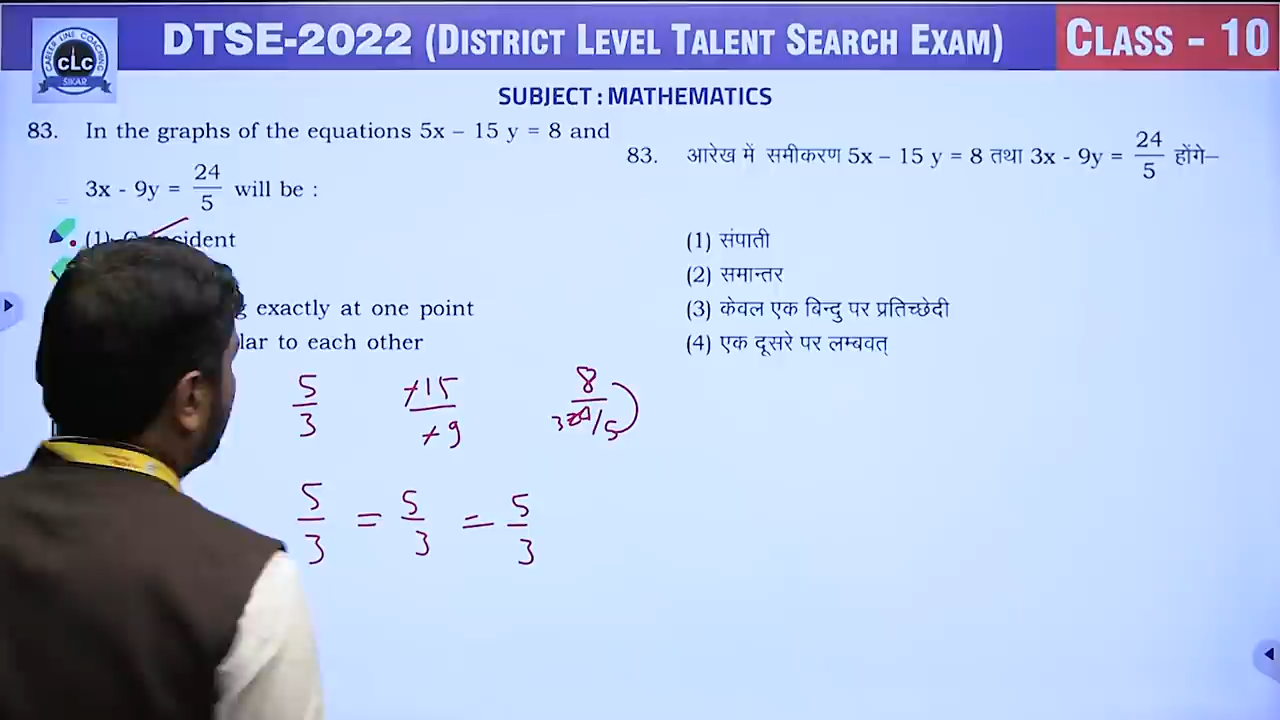 CAREER LINE COACHING
CLC
SIKAR
DTSE-2022 (DISTRICT LEVEL TALENT SEARCH EXAM)
CLASS - 10
SUBJECT : MATHEMATICS
83. In the graphs of the equations 5x – 15 y = 8 and
3x - 9y = 24/5 will be :
(1)
exactly at one point
to each other
83. आरेख में समीकरण 5x – 15 y = 8 तथा 3x - 9y = 24/5 होंगे–
(1) संपाती
(2) समान्तर
(3) केवल एक बिन्दु पर प्रतिच्छेदी
(4) एक दूसरे पर लम्बवत्
5/3 -15/-9 8/
5/3 = 5/3 = 5/3